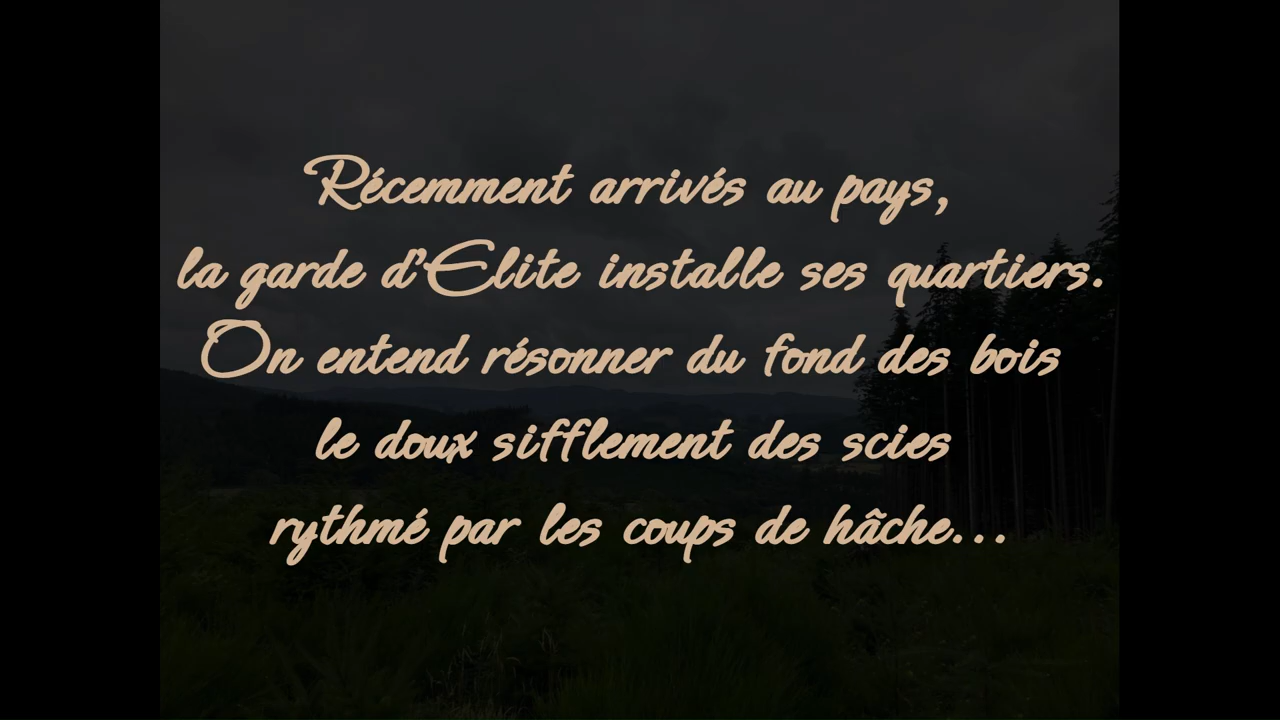 Récemment arrivés au pays,
la garde d'Elite installe ses quartiers.
On entend résonner du fond des bois
le doux sifflement des scies
rythmé par les coups de hâche...